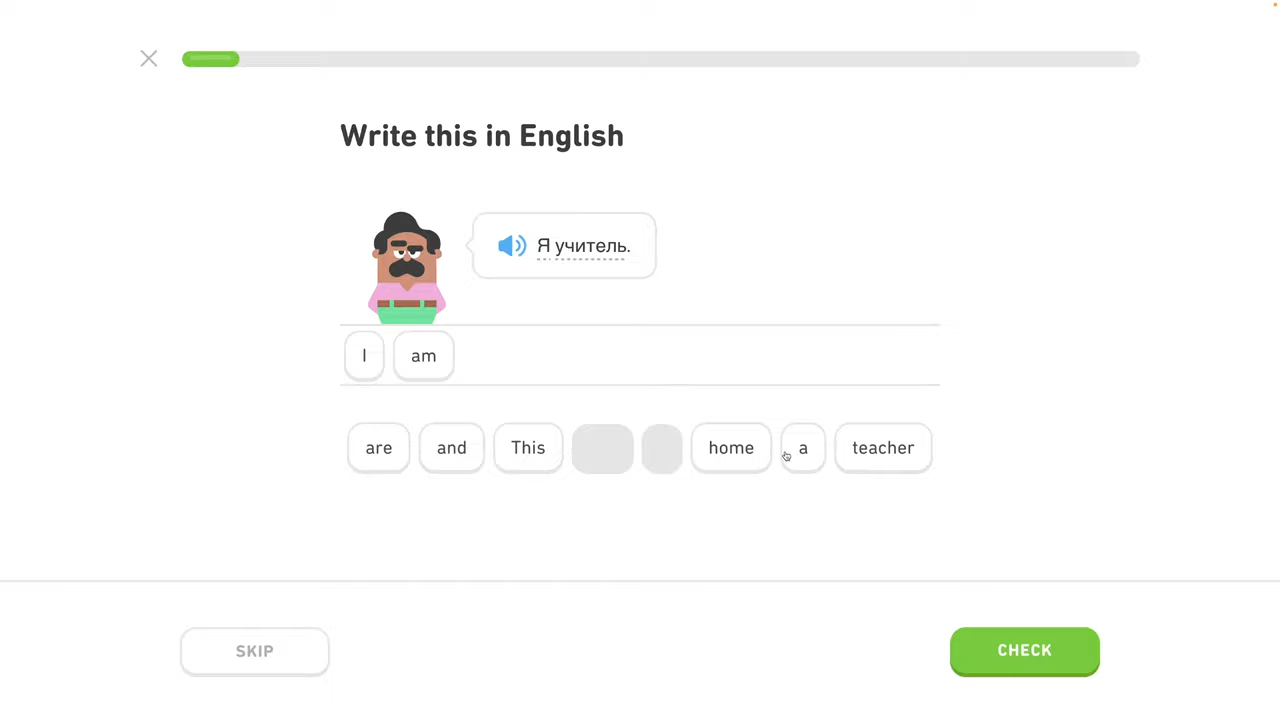 Write this in English
Я учитель.
I am
are and This home a teacher
SKIP CHECK